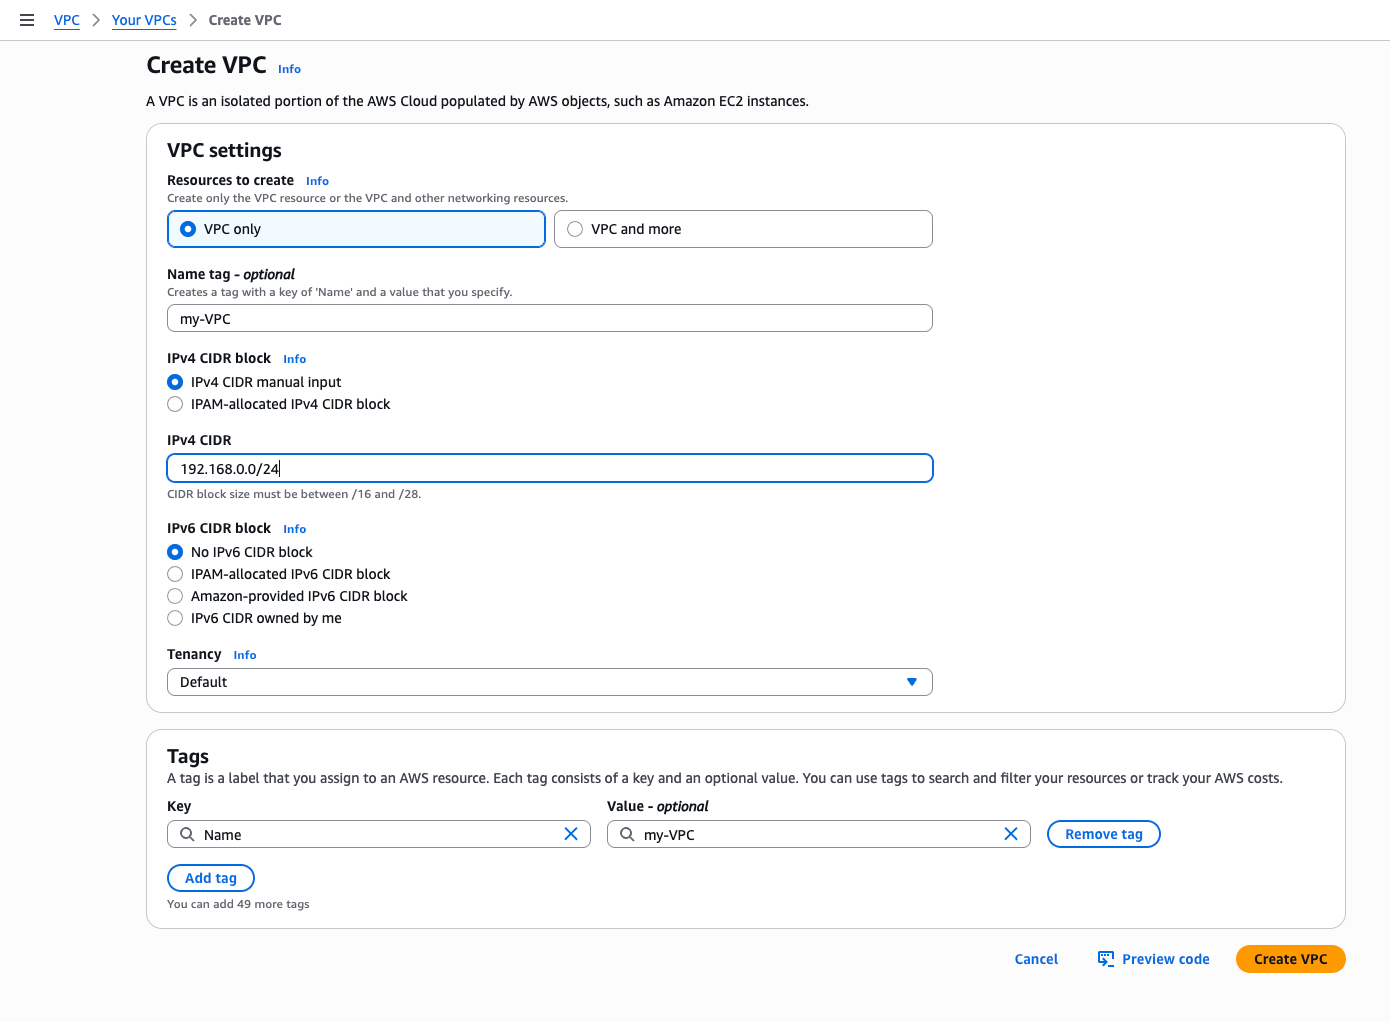 VPC > Your VPCs > Create VPC
Create VPC Info
A VPC is an isolated portion of the AWS Cloud populated by AWS objects, such as Amazon EC2 instances.
VPC settings
Resources to create Info
Create only the VPC resource or the VPC and other networking resources.
VPC only
VPC and more
Name tag - optional
Creates a tag with a key of 'Name' and a value that you specify.
my-VPC
IPv4 CIDR block Info
IPv4 CIDR manual input
IPAM-allocated IPv4 CIDR block
IPv4 CIDR
192.168.0.0/24
CIDR block size must be between /16 and /28.
IPv6 CIDR block Info
No IPv6 CIDR block
IPAM-allocated IPv6 CIDR block
Amazon-provided IPv6 CIDR block
IPv6 CIDR owned by me
Tenancy Info
Default
Tags
A tag is a label that you assign to an AWS resource. Each tag consists of a key and an optional value. You can use tags to search and filter your resources or track your AWS costs.
Key
Value - optional
Name
my-VPC
Remove tag
Add tag
You can add 49 more tags
Cancel
Preview code
Create VPC